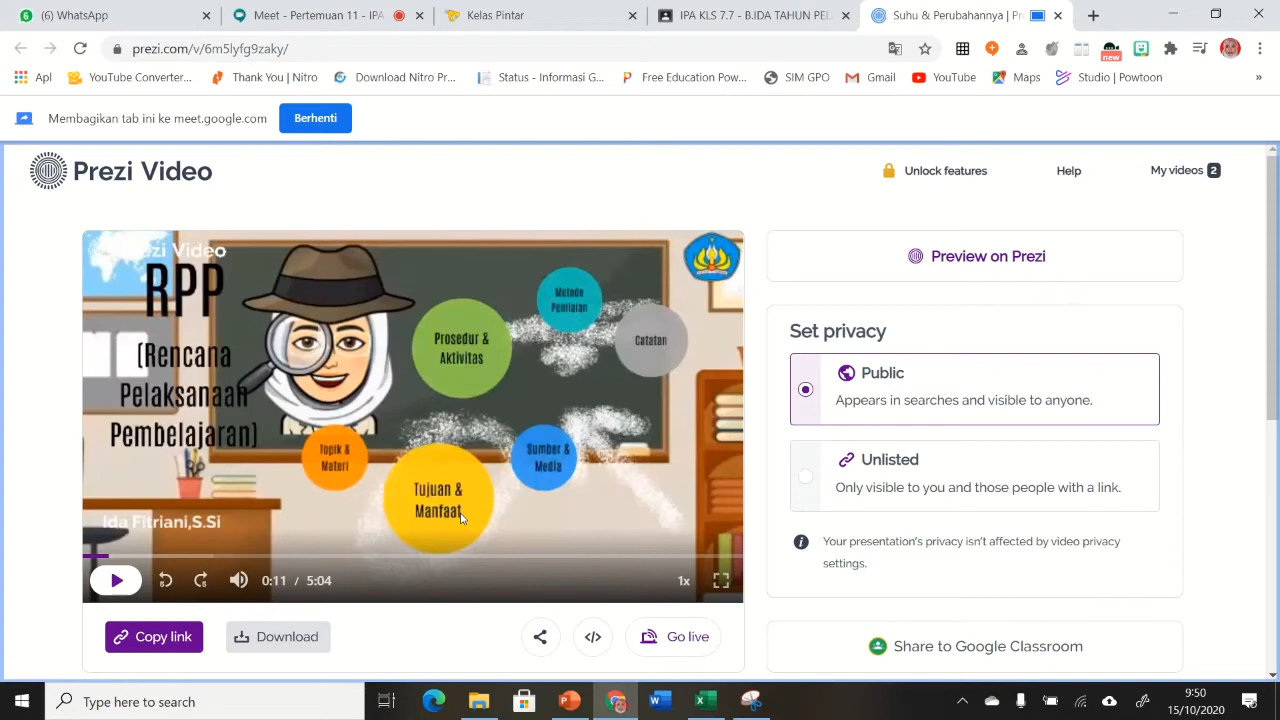 6
(6) WhatsApp
Meet - Pertemuan 11 - IPA
Kelas Pintar
IPA KLS 7.7 - B.IDA TAHUN PEL
Suhu & Perubahannya | Pr
prezi.com/v/6m5lyfg9zaky/
new
Apl
YouTube Converter...
Thank You | Nitro
Download Nitro Pr...
Status - Informasi G...
Free Education Pow...
SIM GPO
Gmail
YouTube
Maps
Studio | Powtoon
»
Membagikan tab ini ke meet.google.com
Berhenti
Prezi Video
Unlock features
Help
My videos 2
Prezi Video
RPP
(Rencana
Pelaksanaan
Pembelajaran)
Metode
Penilaian
Prosedur &
Aktivitas
Catatan
Topik &
Materi
Sumber &
Media
Tujuan &
Manfaat
Ida Fitriani,S.Si
0:11 / 5:04
1x
Copy link
Download
Go live
Preview on Prezi
Set privacy
Public
Appears in searches and visible to anyone.
Unlisted
Only visible to you and those people with a link.
Your presentation's privacy isn't affected by video privacy
settings.
Share to Google Classroom
Type here to search
9:50
15/10/2020